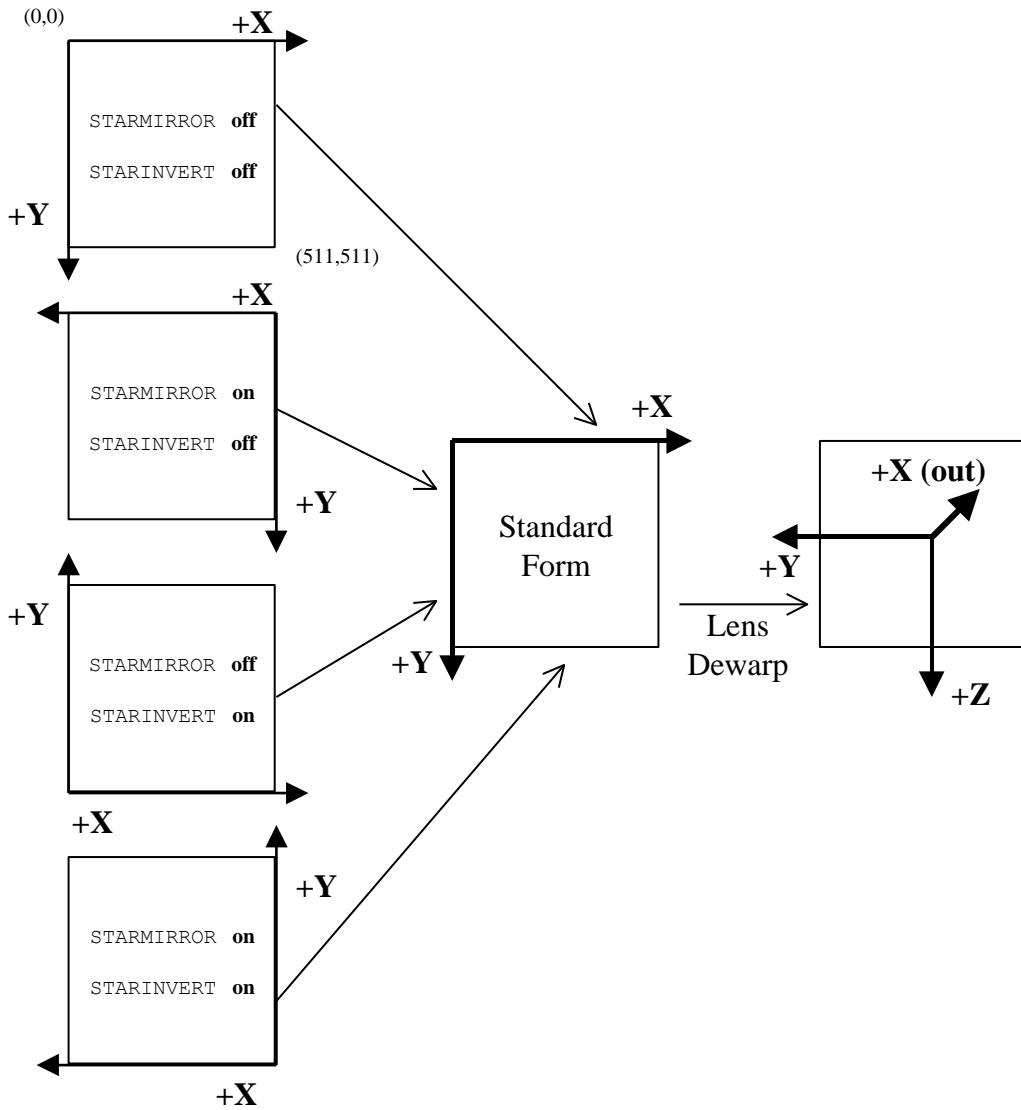 (0,0)
+X
STARMIRROR off
STARINVERT off
+Y
(511,511)
+X
STARMIRROR on
STARINVERT off
+Y
+Y
STARMIRROR off
STARINVERT on
+X
+Y
STARMIRROR on
STARINVERT on
+X
+X
Standard
Form
+Y
Lens
Dewarp
+X (out)
+Y
+Z